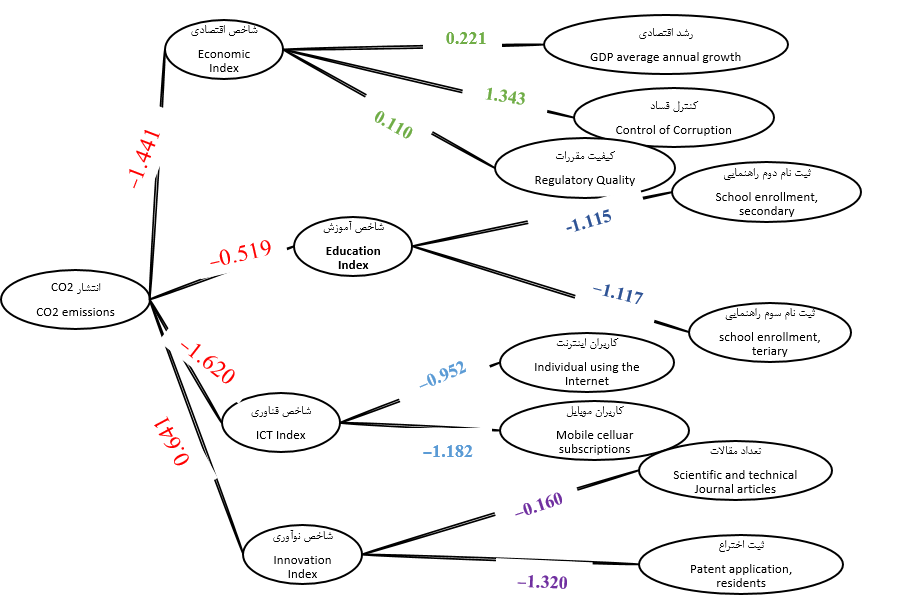 شاخص اقتصادی
Economic
Index
0.221
رشد اقتصادی
GDP average annual growth
1.343
کنترل فساد
Control of Corruption
0.110
کیفیت مقررات
Regulatory Quality
–1.441
ثبت نام دوم راهنمایی
School enrollment,
secondary
-1.115
شاخص آموزش
Education
Index
–0.519
–1.117
ثبت نام سوم راهنمایی
school enrollment,
teriary
انتشار CO2
CO2 emissions
–1.620
کاربران اینترنت
Individual using the
Internet
–0.952
شاخص فناوری
ICT Index
کاربران موبایل
Mobile celluar
subscriptions
–1.182
0.641
تعداد مقالات
Scientific and technical
Journal articles
–0.160
شاخص نوآوری
Innovation
Index
ثبت اختراع
Patent application,
residents
–1.320